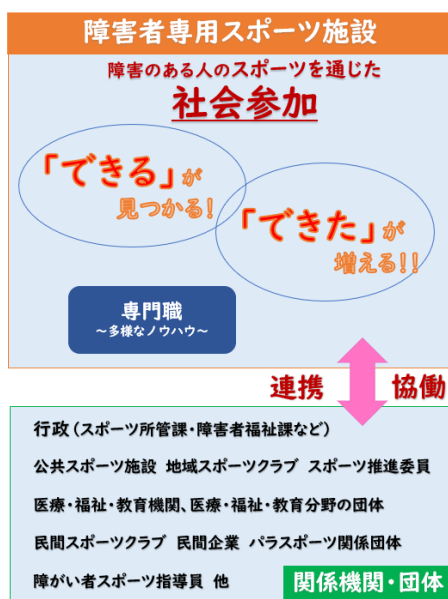 障害者専用スポーツ施設
障害のある人のスポーツを通じた
社会参加
「できる」が
見つかる!
「できた」が
増える!!
専門職
~多様なノウハウ~
連携 協働
行政(スポーツ所管課・障害者福祉課など)
公共スポーツ施設 地域スポーツクラブ スポーツ推進委員
医療・福祉・教育機関、医療・福祉・教育分野の団体
民間スポーツクラブ 民間企業 パラスポーツ関係団体
障がい者スポーツ指導員 他
関係機関・団体